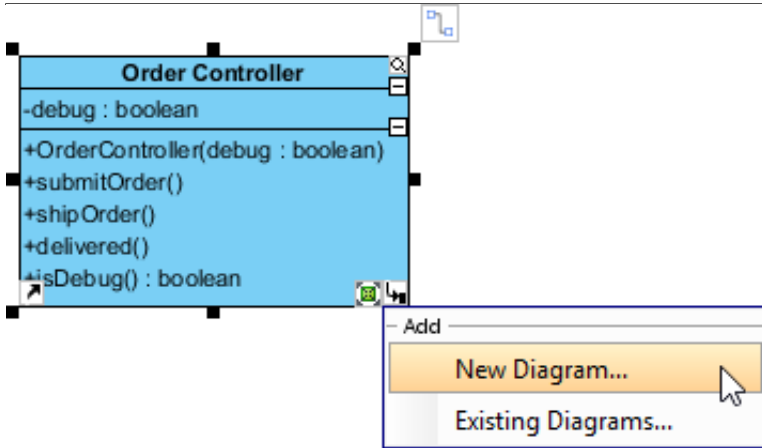 Order Controller
-debug : boolean
+OrderController(debug : boolean)
+submitOrder()
+shipOrder()
+delivered()
+isDebug() : boolean
Add
New Diagram...
Existing Diagrams...